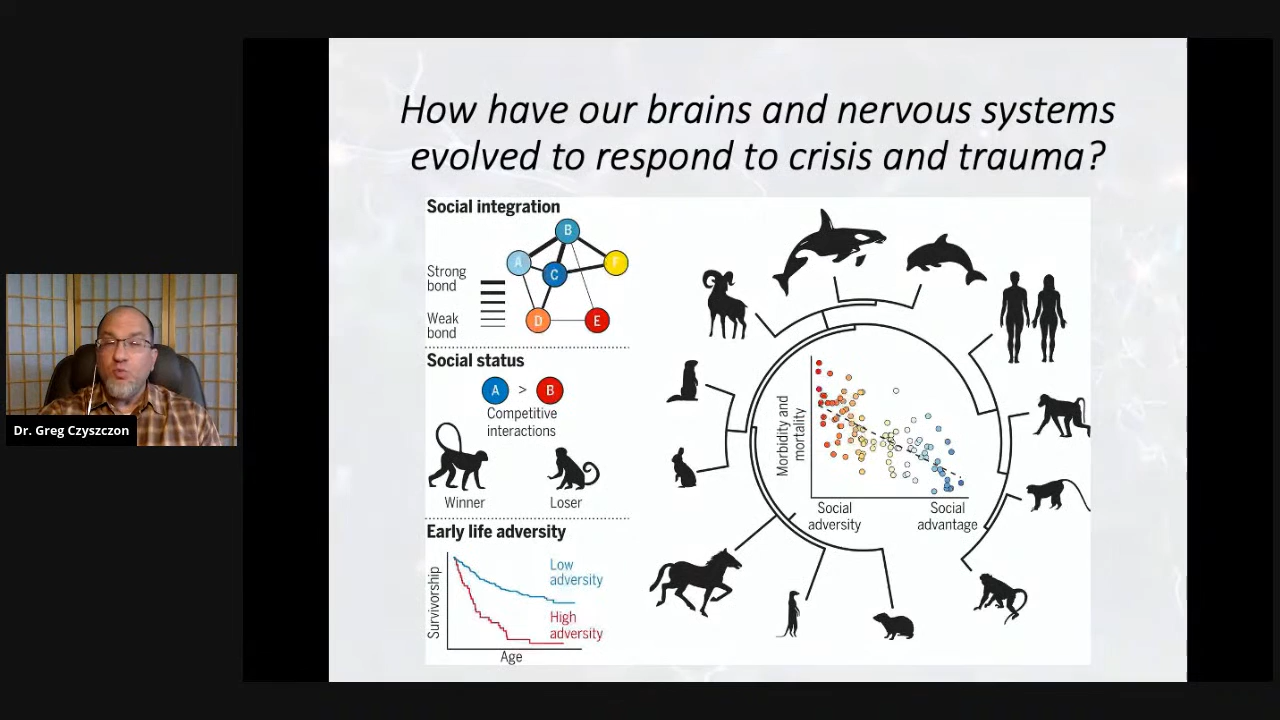 How have our brains and nervous systems
evolved to respond to crisis and trauma?
Social integration
B
A
F
C
Strong
bond
Weak
bond
D
E
Social status
A > B
Competitive
interactions
Winner
Loser
Early life adversity
Survivorship
Low
adversity
High
adversity
Age
Morbidity and
mortality
Social
adversity
Social
advantage
Dr. Greg Czyszczon